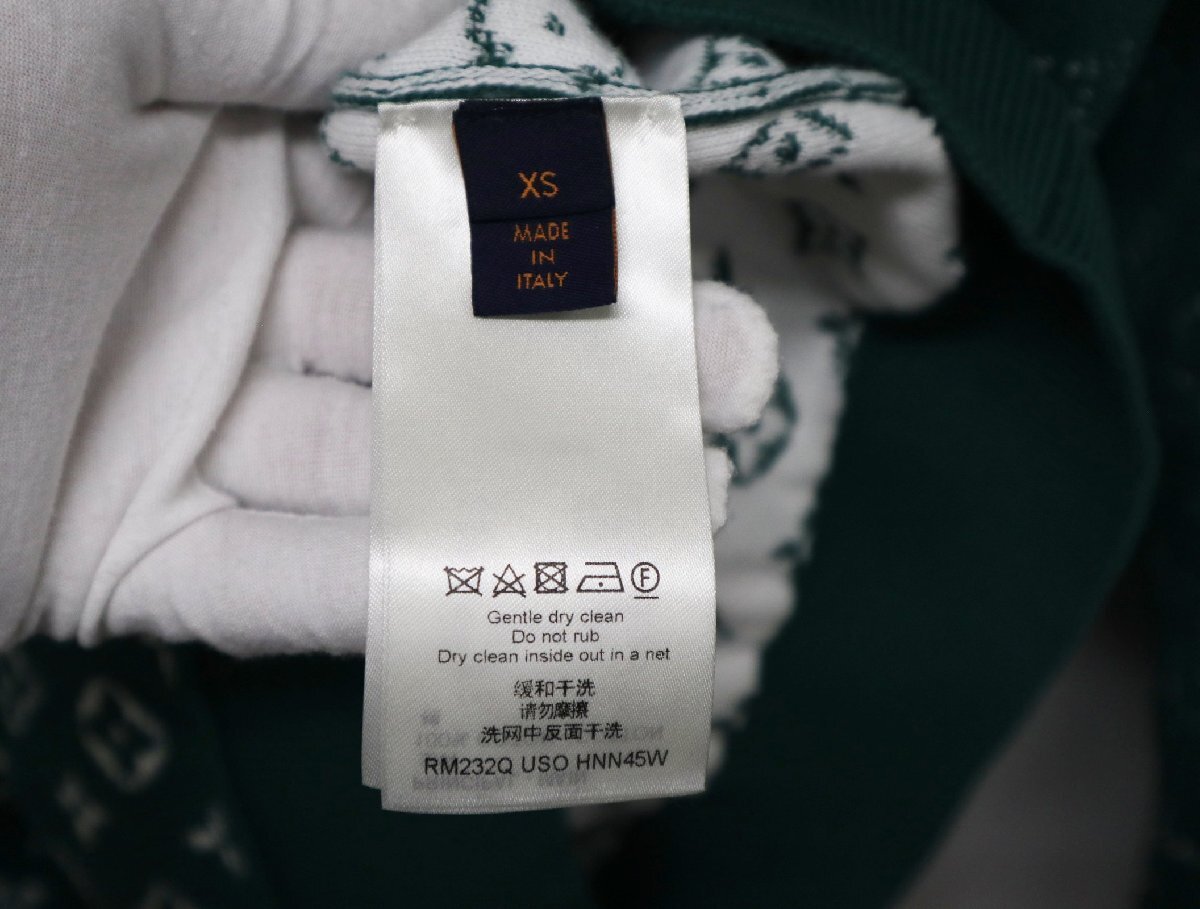 XS
MADE
IN
ITALY
F
Gentle dry clean
Do not rub
Dry clean inside out in a net
缓和干洗
请勿摩擦
洗网中反面干洗
RM232Q USO HNN45W